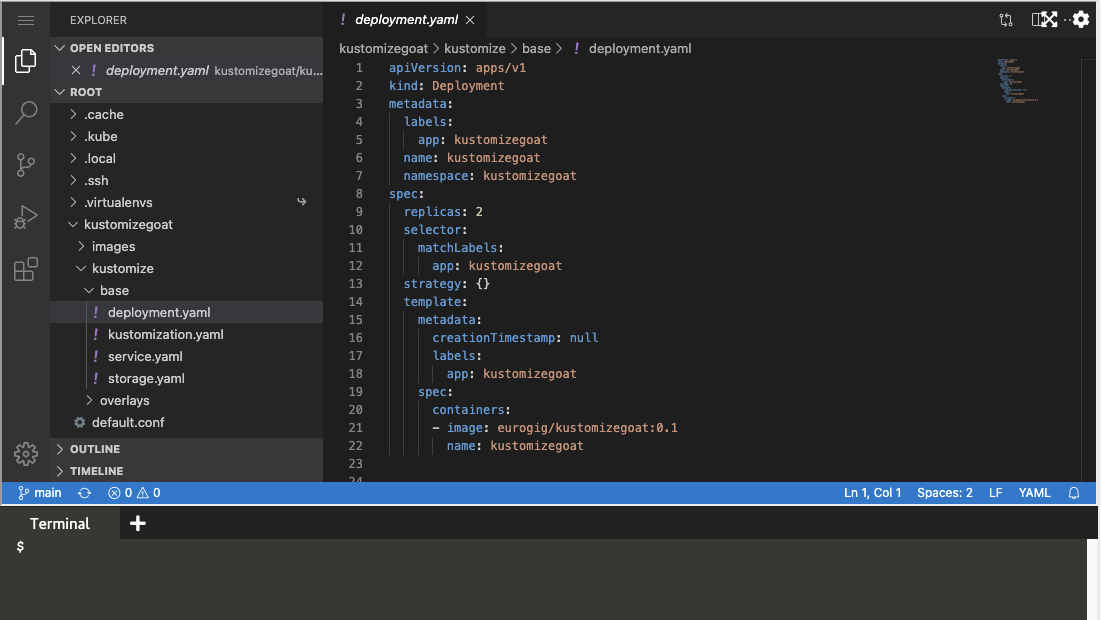 EXPLORER
OPEN EDITORS
deployment.yaml kustomizegoat/ku...
ROOT
.cache
.kube
.local
.ssh
.virtualenvs
kustomizegoat
images
kustomize
base
deployment.yaml
kustomization.yaml
service.yaml
storage.yaml
overlays
default.conf
OUTLINE
TIMELINE
! deployment.yaml
kustomizegoat > kustomize > base > ! deployment.yaml
1 apiVersion: apps/v1
2 kind: Deployment
3 metadata:
4 labels:
5 app: kustomizegoat
6 name: kustomizegoat
7 namespace: kustomizegoat
8 spec:
9 replicas: 2
10 selector:
11 matchLabels:
12 app: kustomizegoat
13 strategy: {}
14 template:
15 metadata:
16 creationTimestamp: null
17 labels:
18 app: kustomizegoat
19 spec:
20 containers:
21 - image: eurogig/kustomizegoat:0.1
22 name: kustomizegoat
23
24
main 0 0 Ln 1, Col 1 Spaces: 2 LF YAML
Terminal +
$